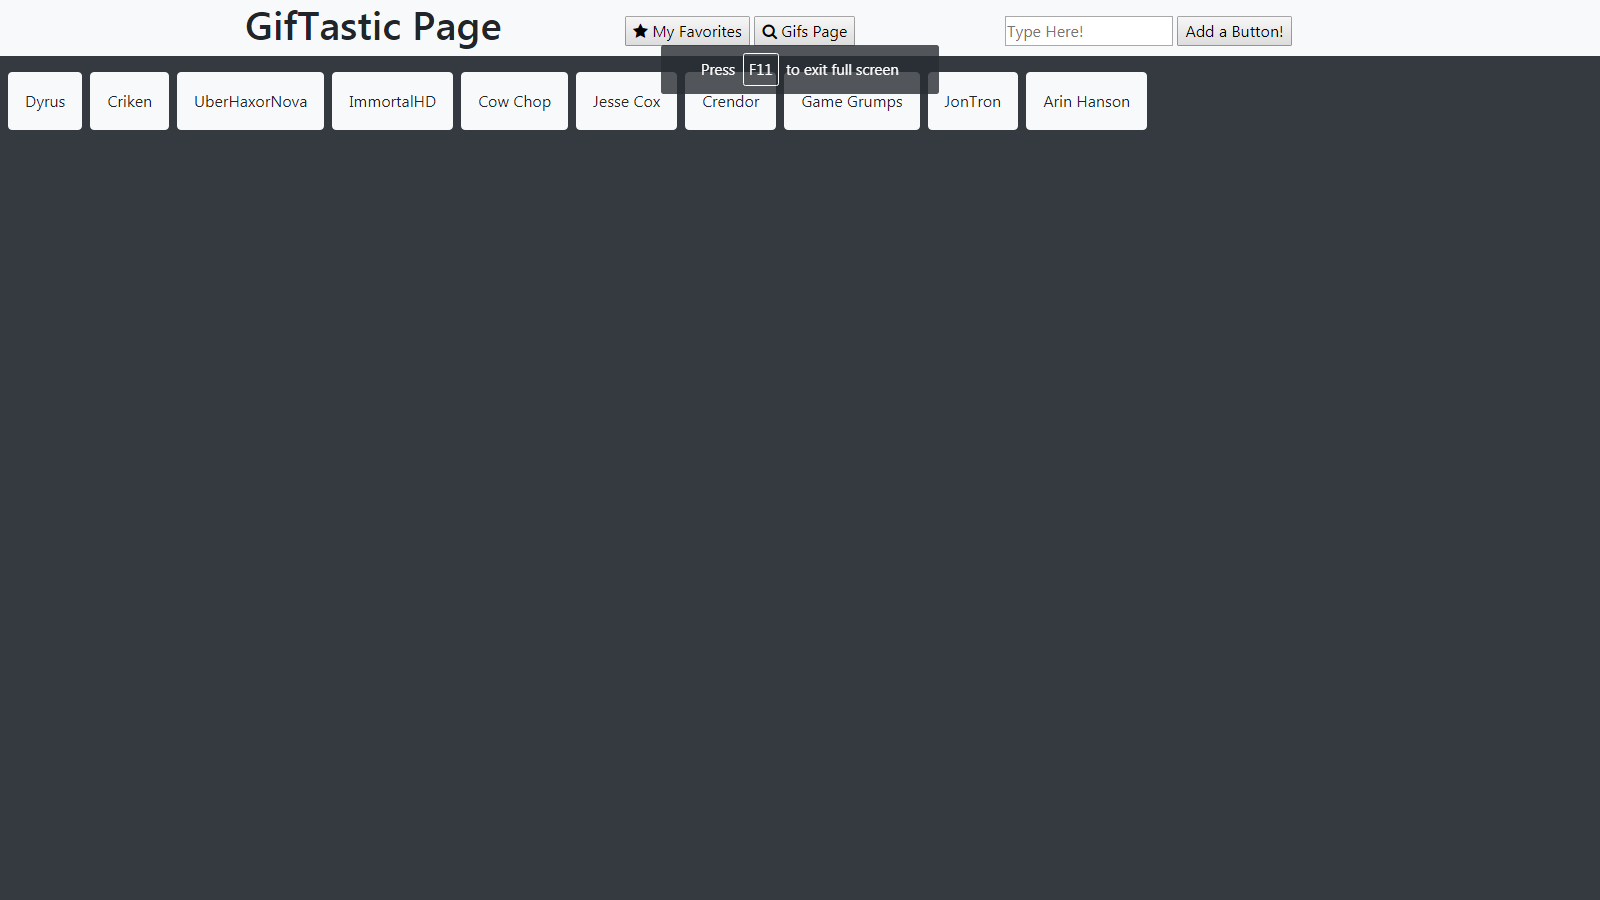 GifTastic Page
My Favorites
Gifs Page
Type Here!
Add a Button!
Press F11 to exit full screen
Dyrus
Criken
UberHaxorNova
ImmortalHD
Cow Chop
Jesse Cox
Crendor
Game Grumps
JonTron
Arin Hanson